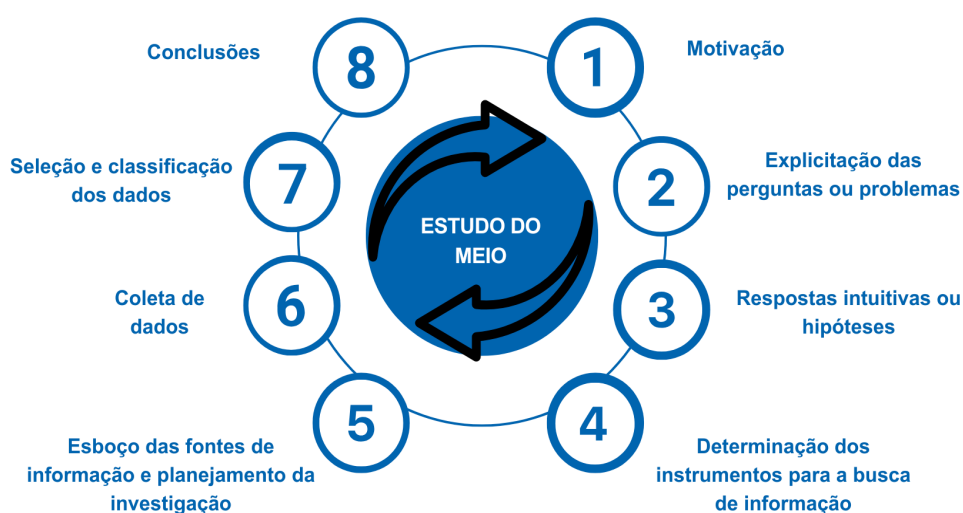 1
Motivação
2
Explicitação das
perguntas ou problemas
3
Respostas intuitivas ou
hipóteses
4
Determinação dos
instrumentos para a busca
de informação
5
Esboço das fontes de
informação e planejamento da
investigação
6
Coleta de
dados
7
Seleção e classificação
dos dados
8
Conclusões
ESTUDO DO
MEIO